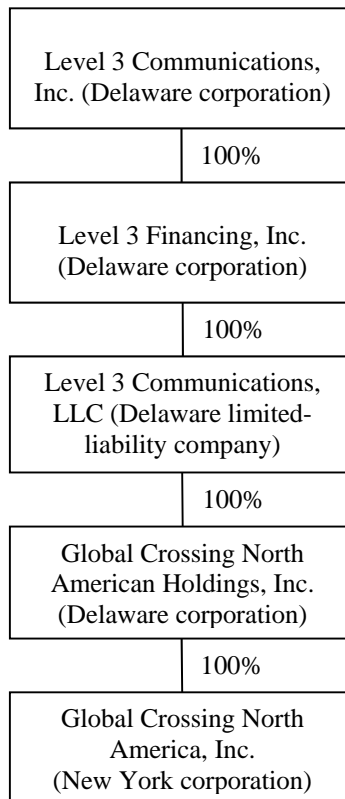 Level 3 Communications,
Inc. (Delaware corporation)
100%
Level 3 Financing, Inc.
(Delaware corporation)
100%
Level 3 Communications,
LLC (Delaware limited-
liability company)
100%
Global Crossing North
American Holdings, Inc.
(Delaware corporation)
100%
Global Crossing North
America, Inc.
(New York corporation)